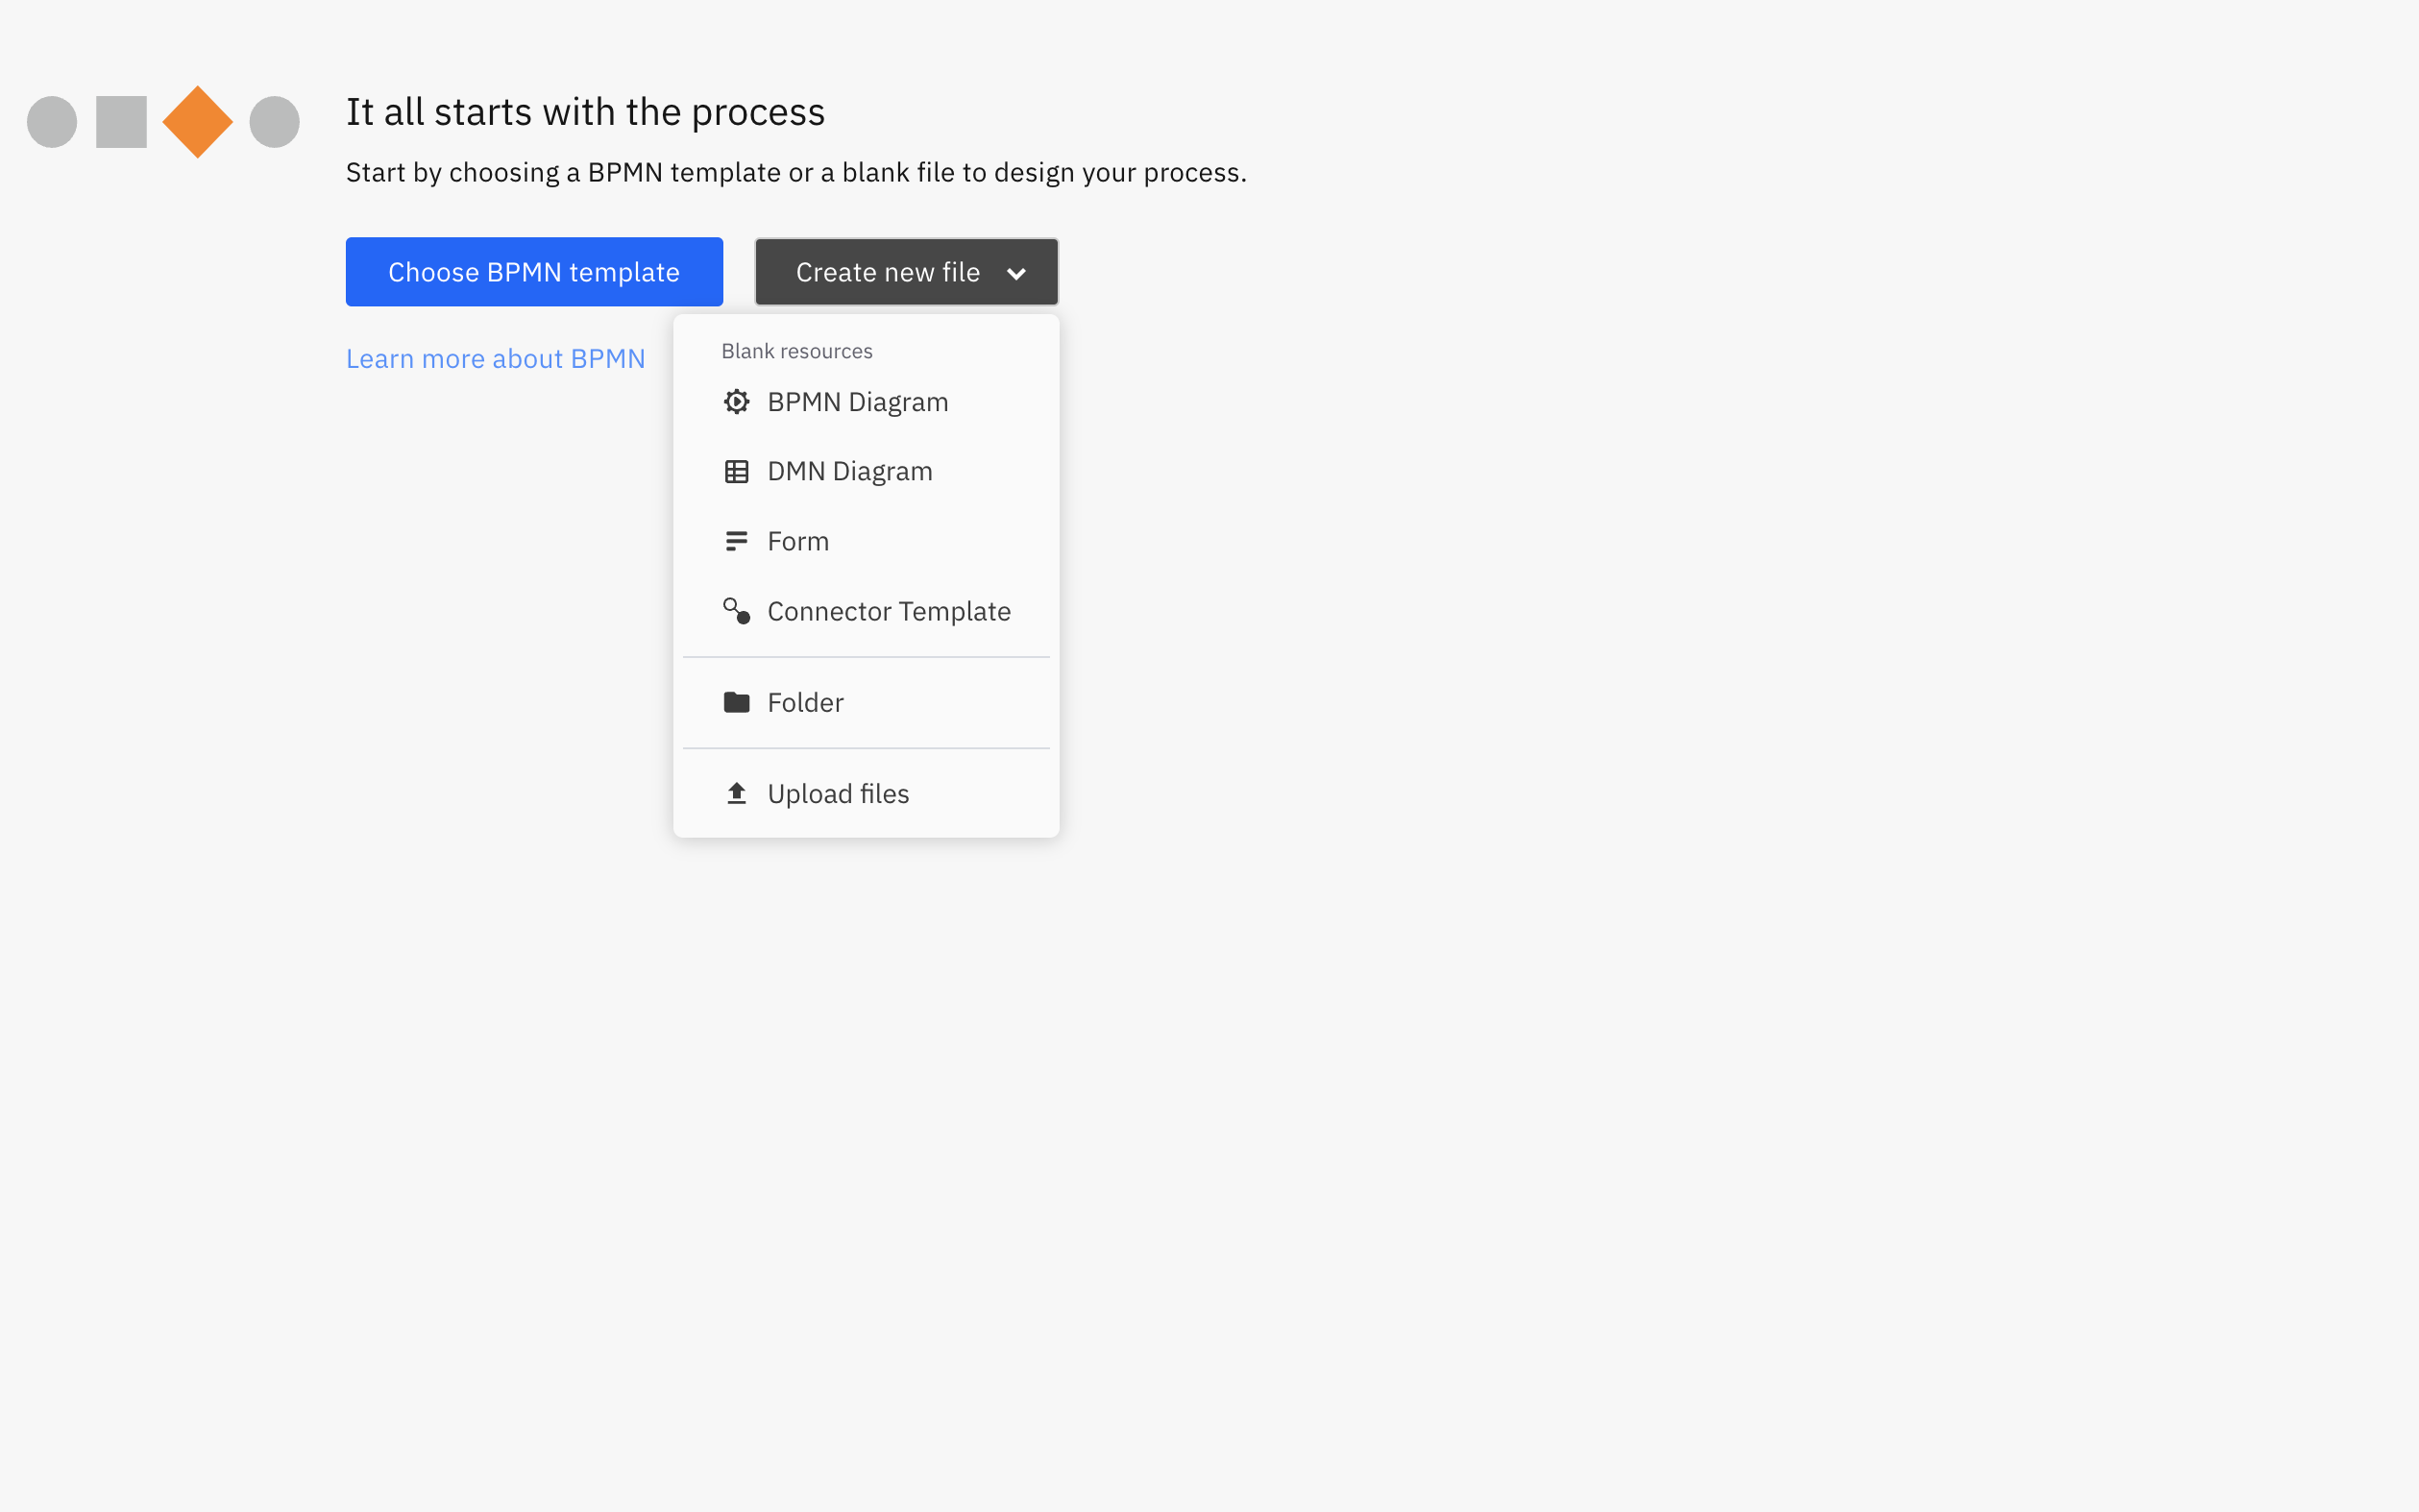 It all starts with the process
Start by choosing a BPMN template or a blank file to design your process.
Choose BPMN template
Create new file
Learn more about BPMN
Blank resources
BPMN Diagram
DMN Diagram
Form
Connector Template
Folder
Upload files